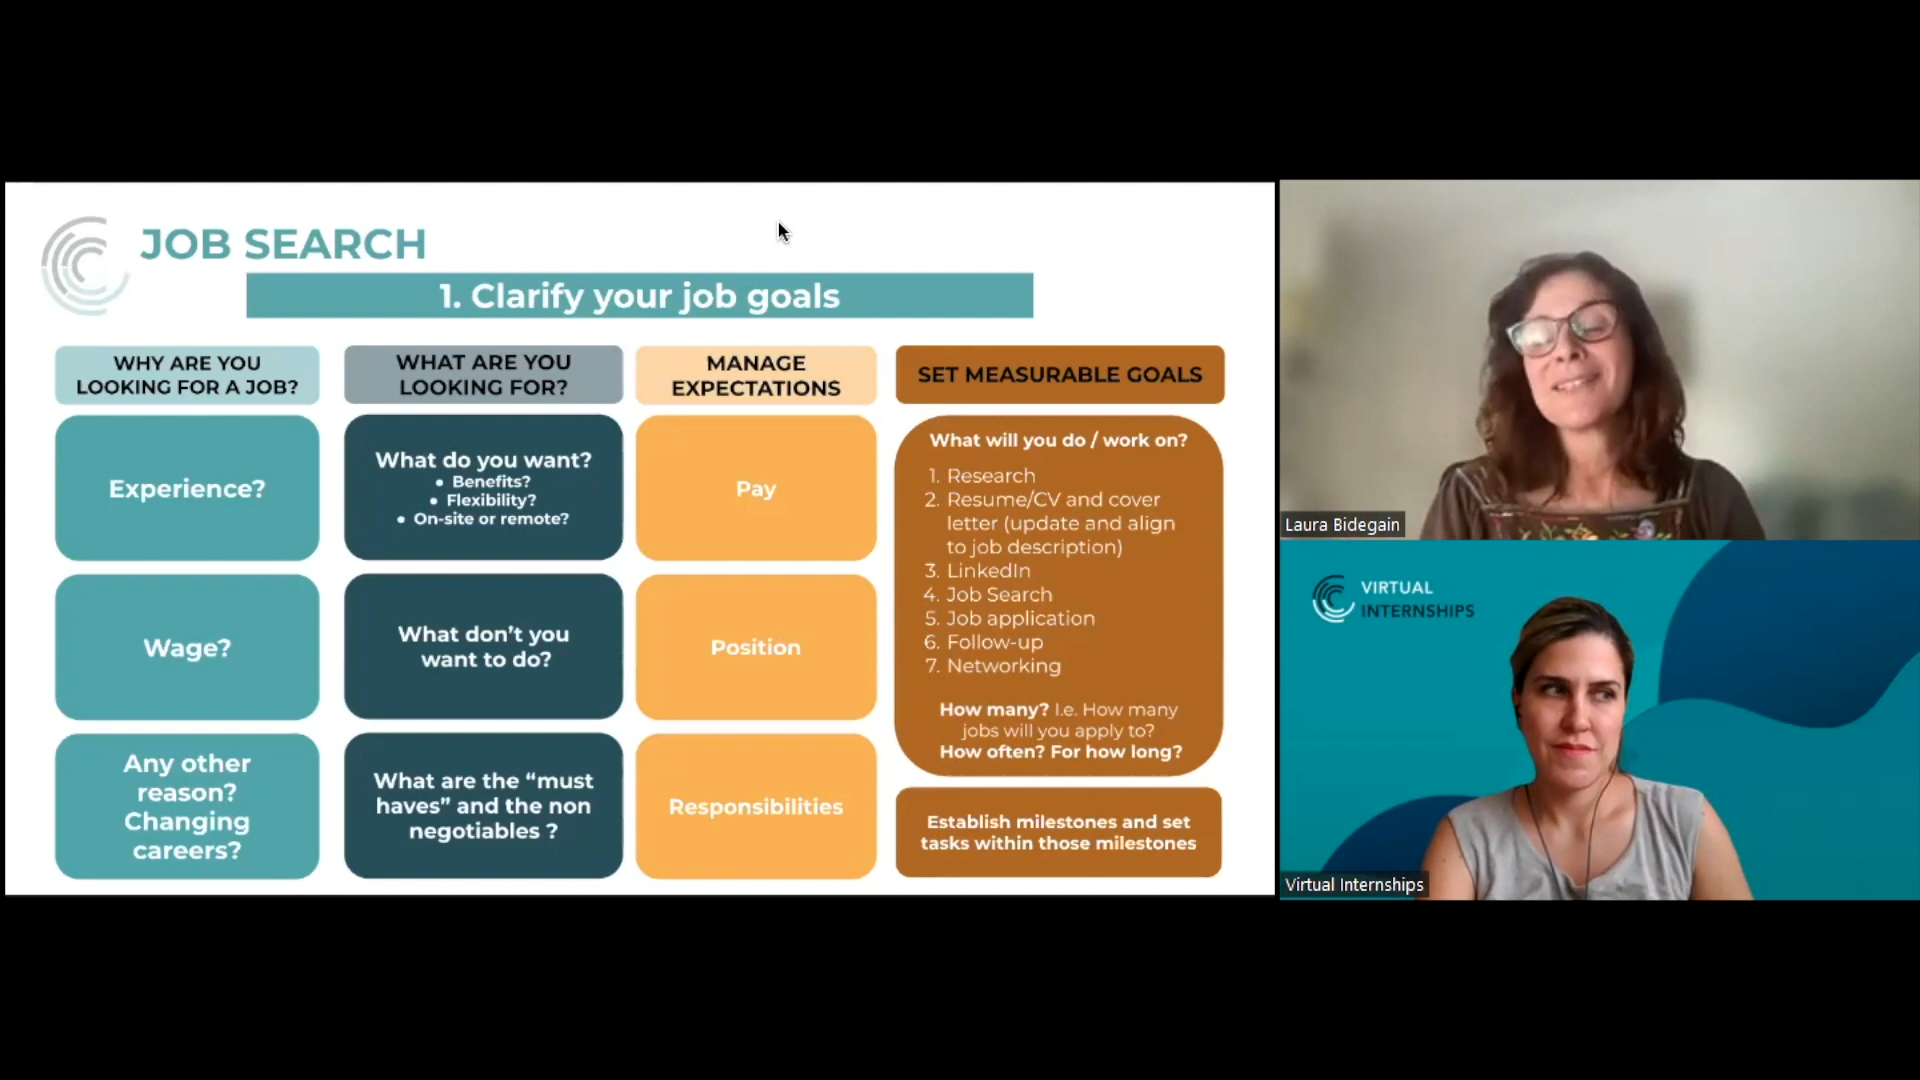 JOB SEARCH
1. Clarify your job goals
WHY ARE YOU
LOOKING FOR A JOB?
Experience?
Wage?
Any other
reason?
Changing
careers?
WHAT ARE YOU
LOOKING FOR?
What do you want?
• Benefits?
• Flexibility?
• On-site or remote?
What don’t you
want to do?
What are the “must
haves” and the non
negotiables ?
MANAGE
EXPECTATIONS
Pay
Position
Responsibilities
SET MEASURABLE GOALS
What will you do / work on?
1. Research
2. Resume/CV and cover
letter (update and align
to job description)
3. LinkedIn
4. Job Search
5. Job application
6. Follow-up
7. Networking
How many? I.e. How many
jobs will you apply to?
How often? For how long?
Establish milestones and set
tasks within those milestones
Laura Bidegain
VIRTUAL
INTERNSHIPS
Virtual Internships